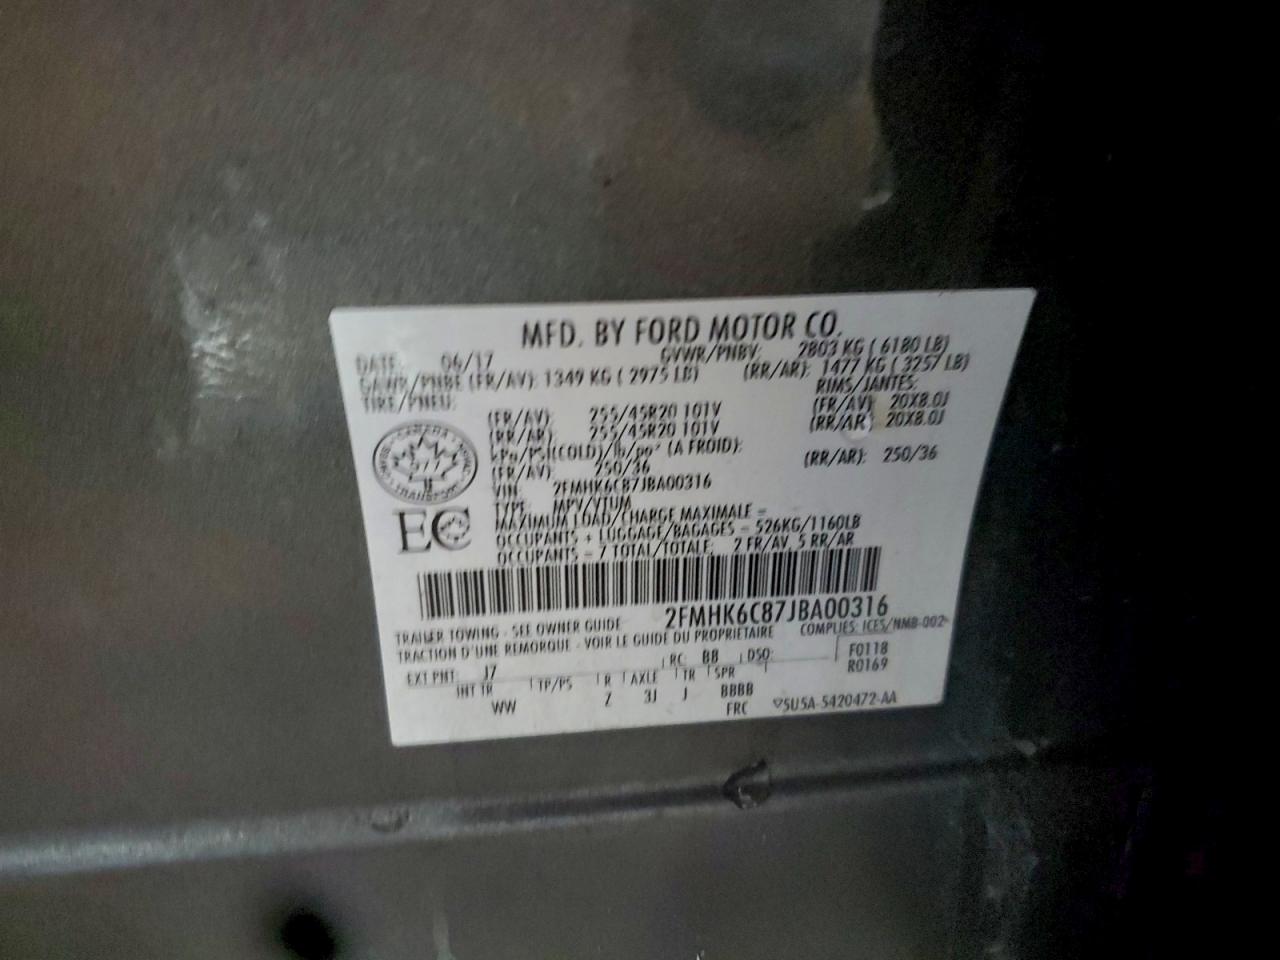 MFD. BY FORD MOTOR CO.
DATE: 06/17 GVWR/PNBV: 2803 KG ( 6180 LB)
GAWR/PNBE (FR/AV): 1349 KG ( 2975 LB) (RR/AR): 1477 KG ( 3257 LB)
TIRE/PNEU: RIMS/JANTES:
(FR/AV): 255/45R20 101V (FR/AV): 20X8.0J
(RR/AR): 255/45R20 101V (RR/AR): 20X8.0J
kPa/PSI(COLD)/lb/po² (A FROID):
(FR/AV): 250/36 (RR/AR): 250/36
VIN: 2FMHK6C87JBA00316
TYPE: MPV/VTUM
MAXIMUM LOAD/CHARGE MAXIMALE =
OCCUPANTS + LUGGAGE/BAGAGES = 526KG/1160LB
OCCUPANTS = 7 TOTAL/TOTALE: 2 FR/AV, 5 RR/AR
CANADA
TRANSPORT
EC
2FMHK6C87JBA00316
TRAILER TOWING - SEE OWNER GUIDE
TRACTION D'UNE REMORQUE - VOIR LE GUIDU DU PROPRIÉTAIRE COMPLIES: ICES/NMB-002
EXT PNT: J7 RC: BB DSO: F0118
R0169
INT TR TP/PS R AXLE TR SPR
WW Z 3J J BBBB
FRC 5U5A-5420472-AA